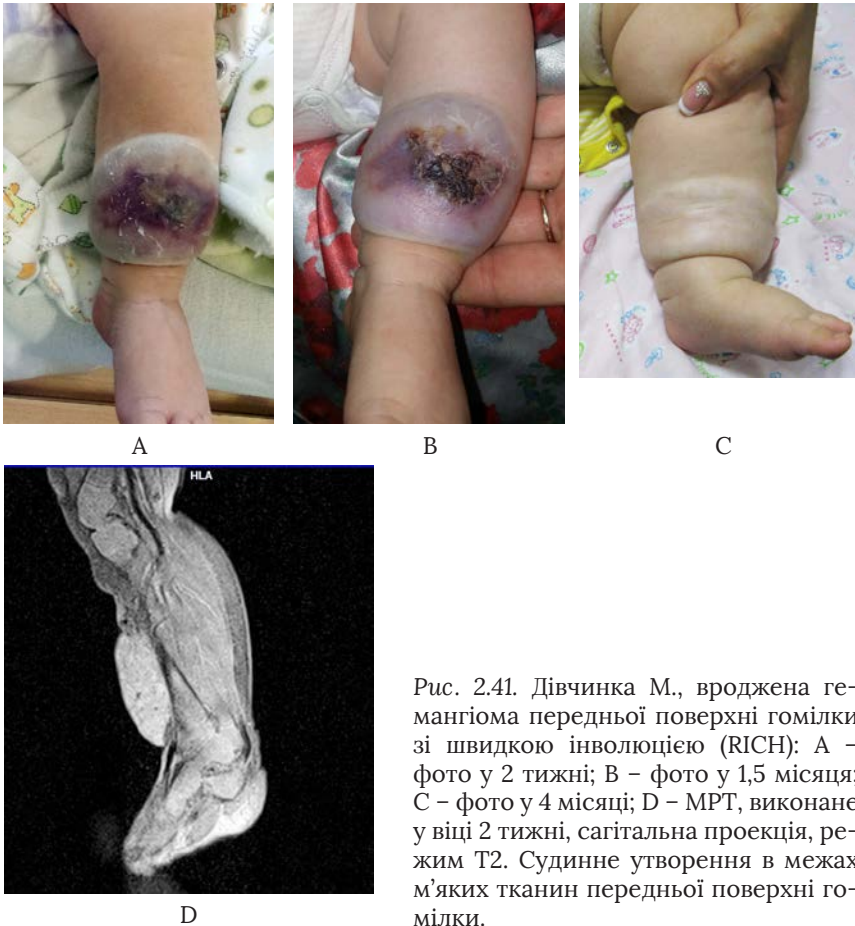 A
B
C
HLA
D
Рис. 2.41. Дівчинка М., вроджена ге-
мангіома передньої поверхні гомілки
зі швидкою інволюцією (RICH): A –
фото у 2 тижні; B – фото у 1,5 місяця;
C – фото у 4 місяці; D – МРТ, виконане
у віці 2 тижні, сагітальна проекція, ре-
жим Т2. Судинне утворення в межах
м’яких тканин передньої поверхні го-
мілки.